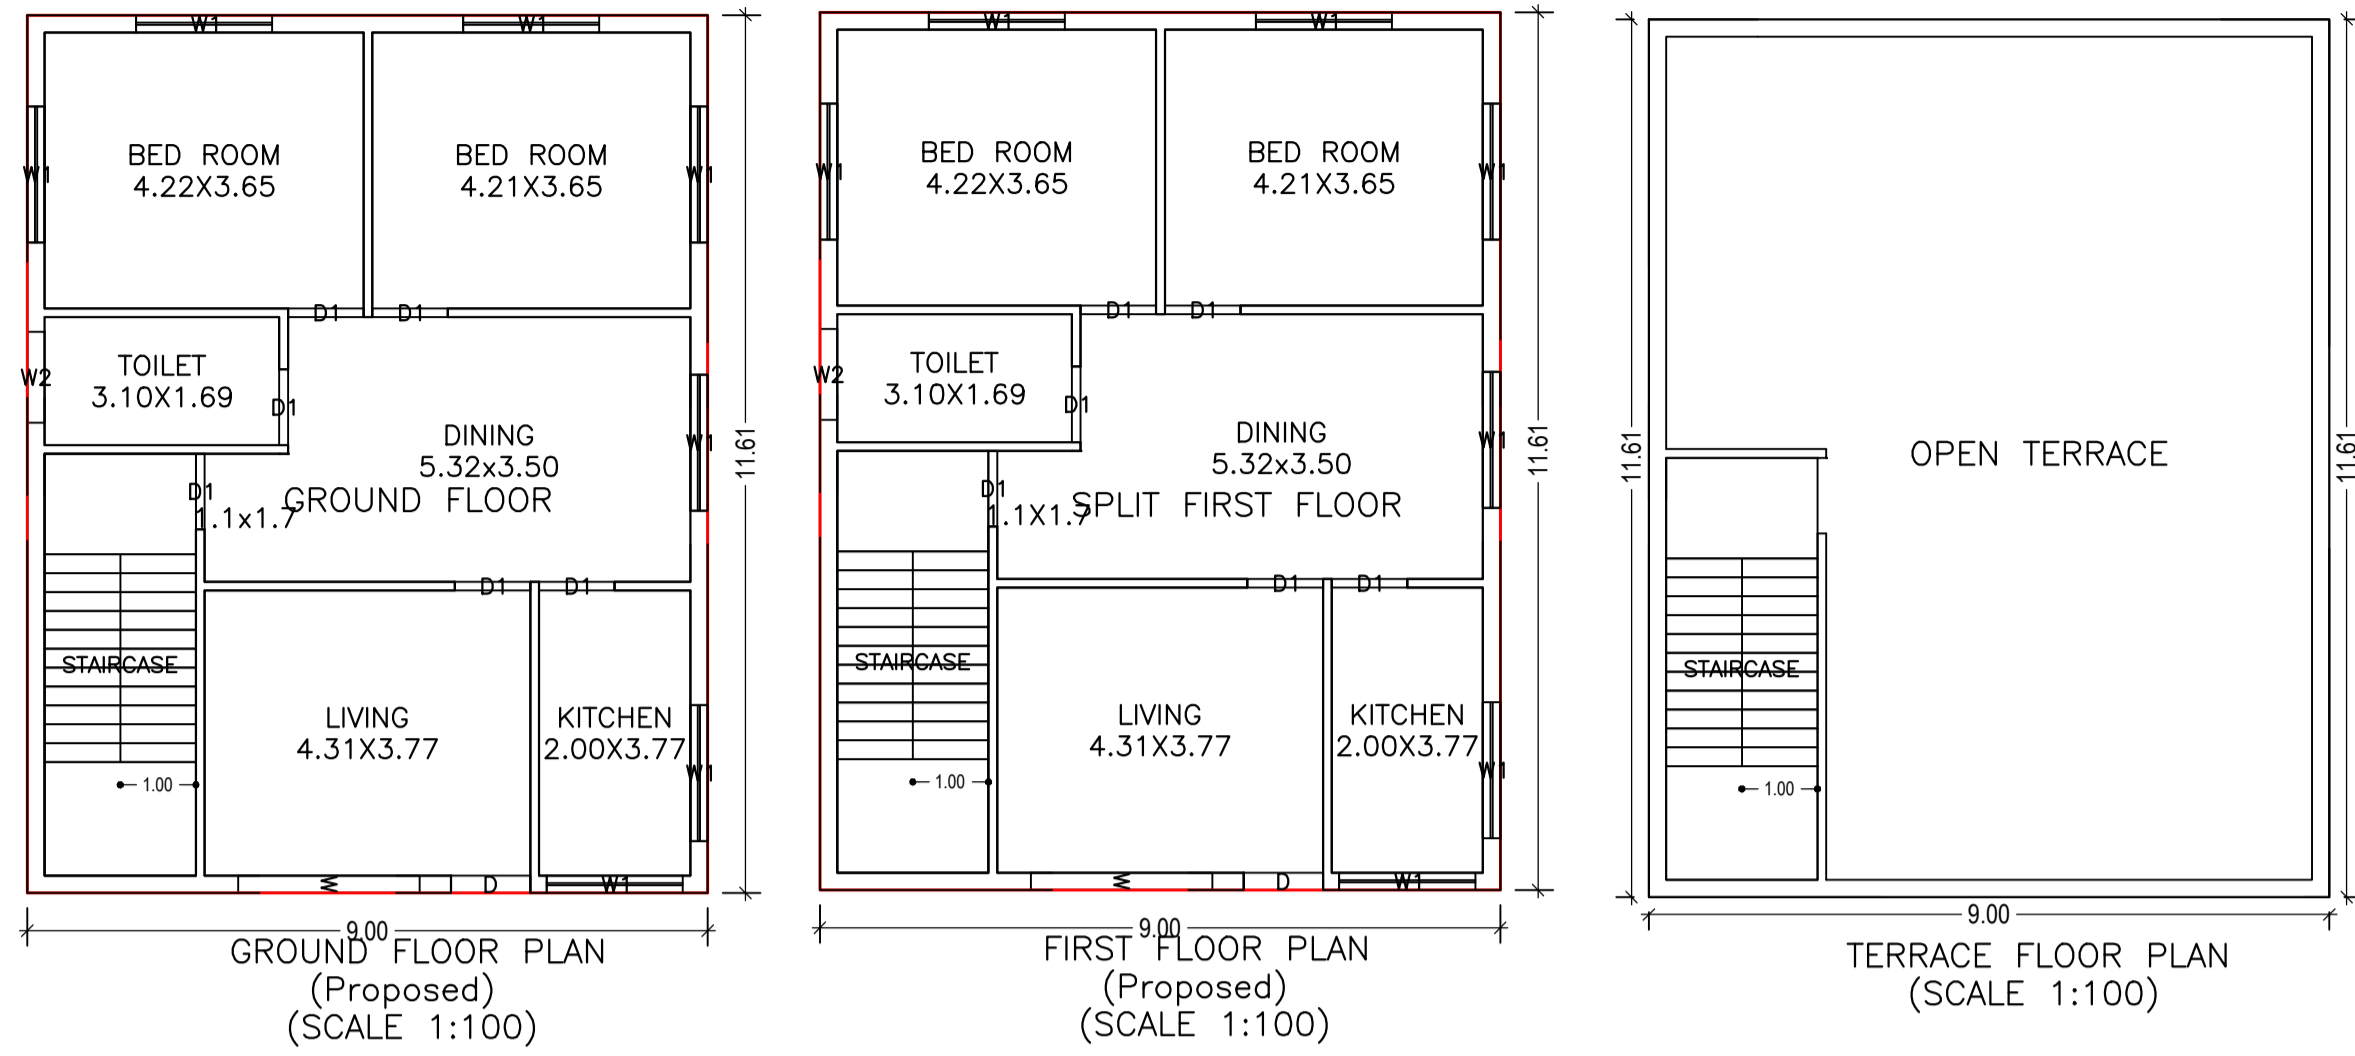 W1
W1
BED ROOM
4.22X3.65
BED ROOM
4.21X3.65
W1
W1
D1
D1
TOILET
3.10X1.69
W2
D1
DINING
5.32x3.50
W1
D1
1.1x1.7
GROUND FLOOR
11.61
D1
D1
STAIRCASE
LIVING
4.31X3.77
KITCHEN
2.00X3.77
W1
1.00
W
D
W1
9.00
GROUND FLOOR PLAN
(Proposed)
(SCALE 1:100)
W1
W1
BED ROOM
4.22X3.65
BED ROOM
4.21X3.65
W1
W1
D1
D1
TOILET
3.10X1.69
W2
D1
DINING
5.32x3.50
W1
D1
1.1X1.7
SPLIT FIRST FLOOR
11.61
D1
D1
STAIRCASE
LIVING
4.31X3.77
KITCHEN
2.00X3.77
W1
1.00
W
D
W1
9.00
FIRST FLOOR PLAN
(Proposed)
(SCALE 1:100)
11.61
OPEN TERRACE
11.61
STAIRCASE
1.00
9.00
TERRACE FLOOR PLAN
(SCALE 1:100)